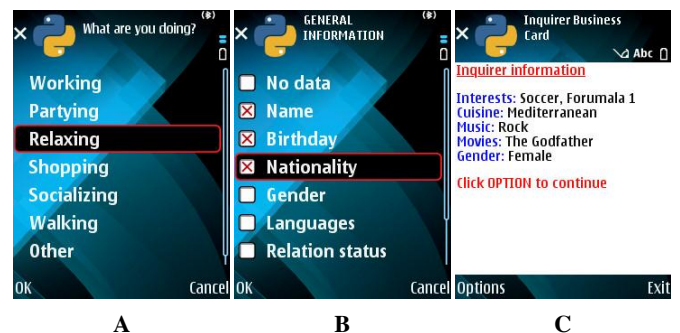 What are you doing?
Working
Partying
Relaxing
Shopping
Socializing
Walking
Other
OK Cancel
A
GENERAL
INFORMATION
No data
Name
Birthday
Nationality
Gender
Languages
Relation status
OK Cancel
B
Inquirer Business
Card
Abc
Inquirer information
Interests: Soccer, Forumala 1
Cuisine: Mediterranean
Music: Rock
Movies: The Godfather
Gender: Female
Click OPTION to continue
Options Exit
C